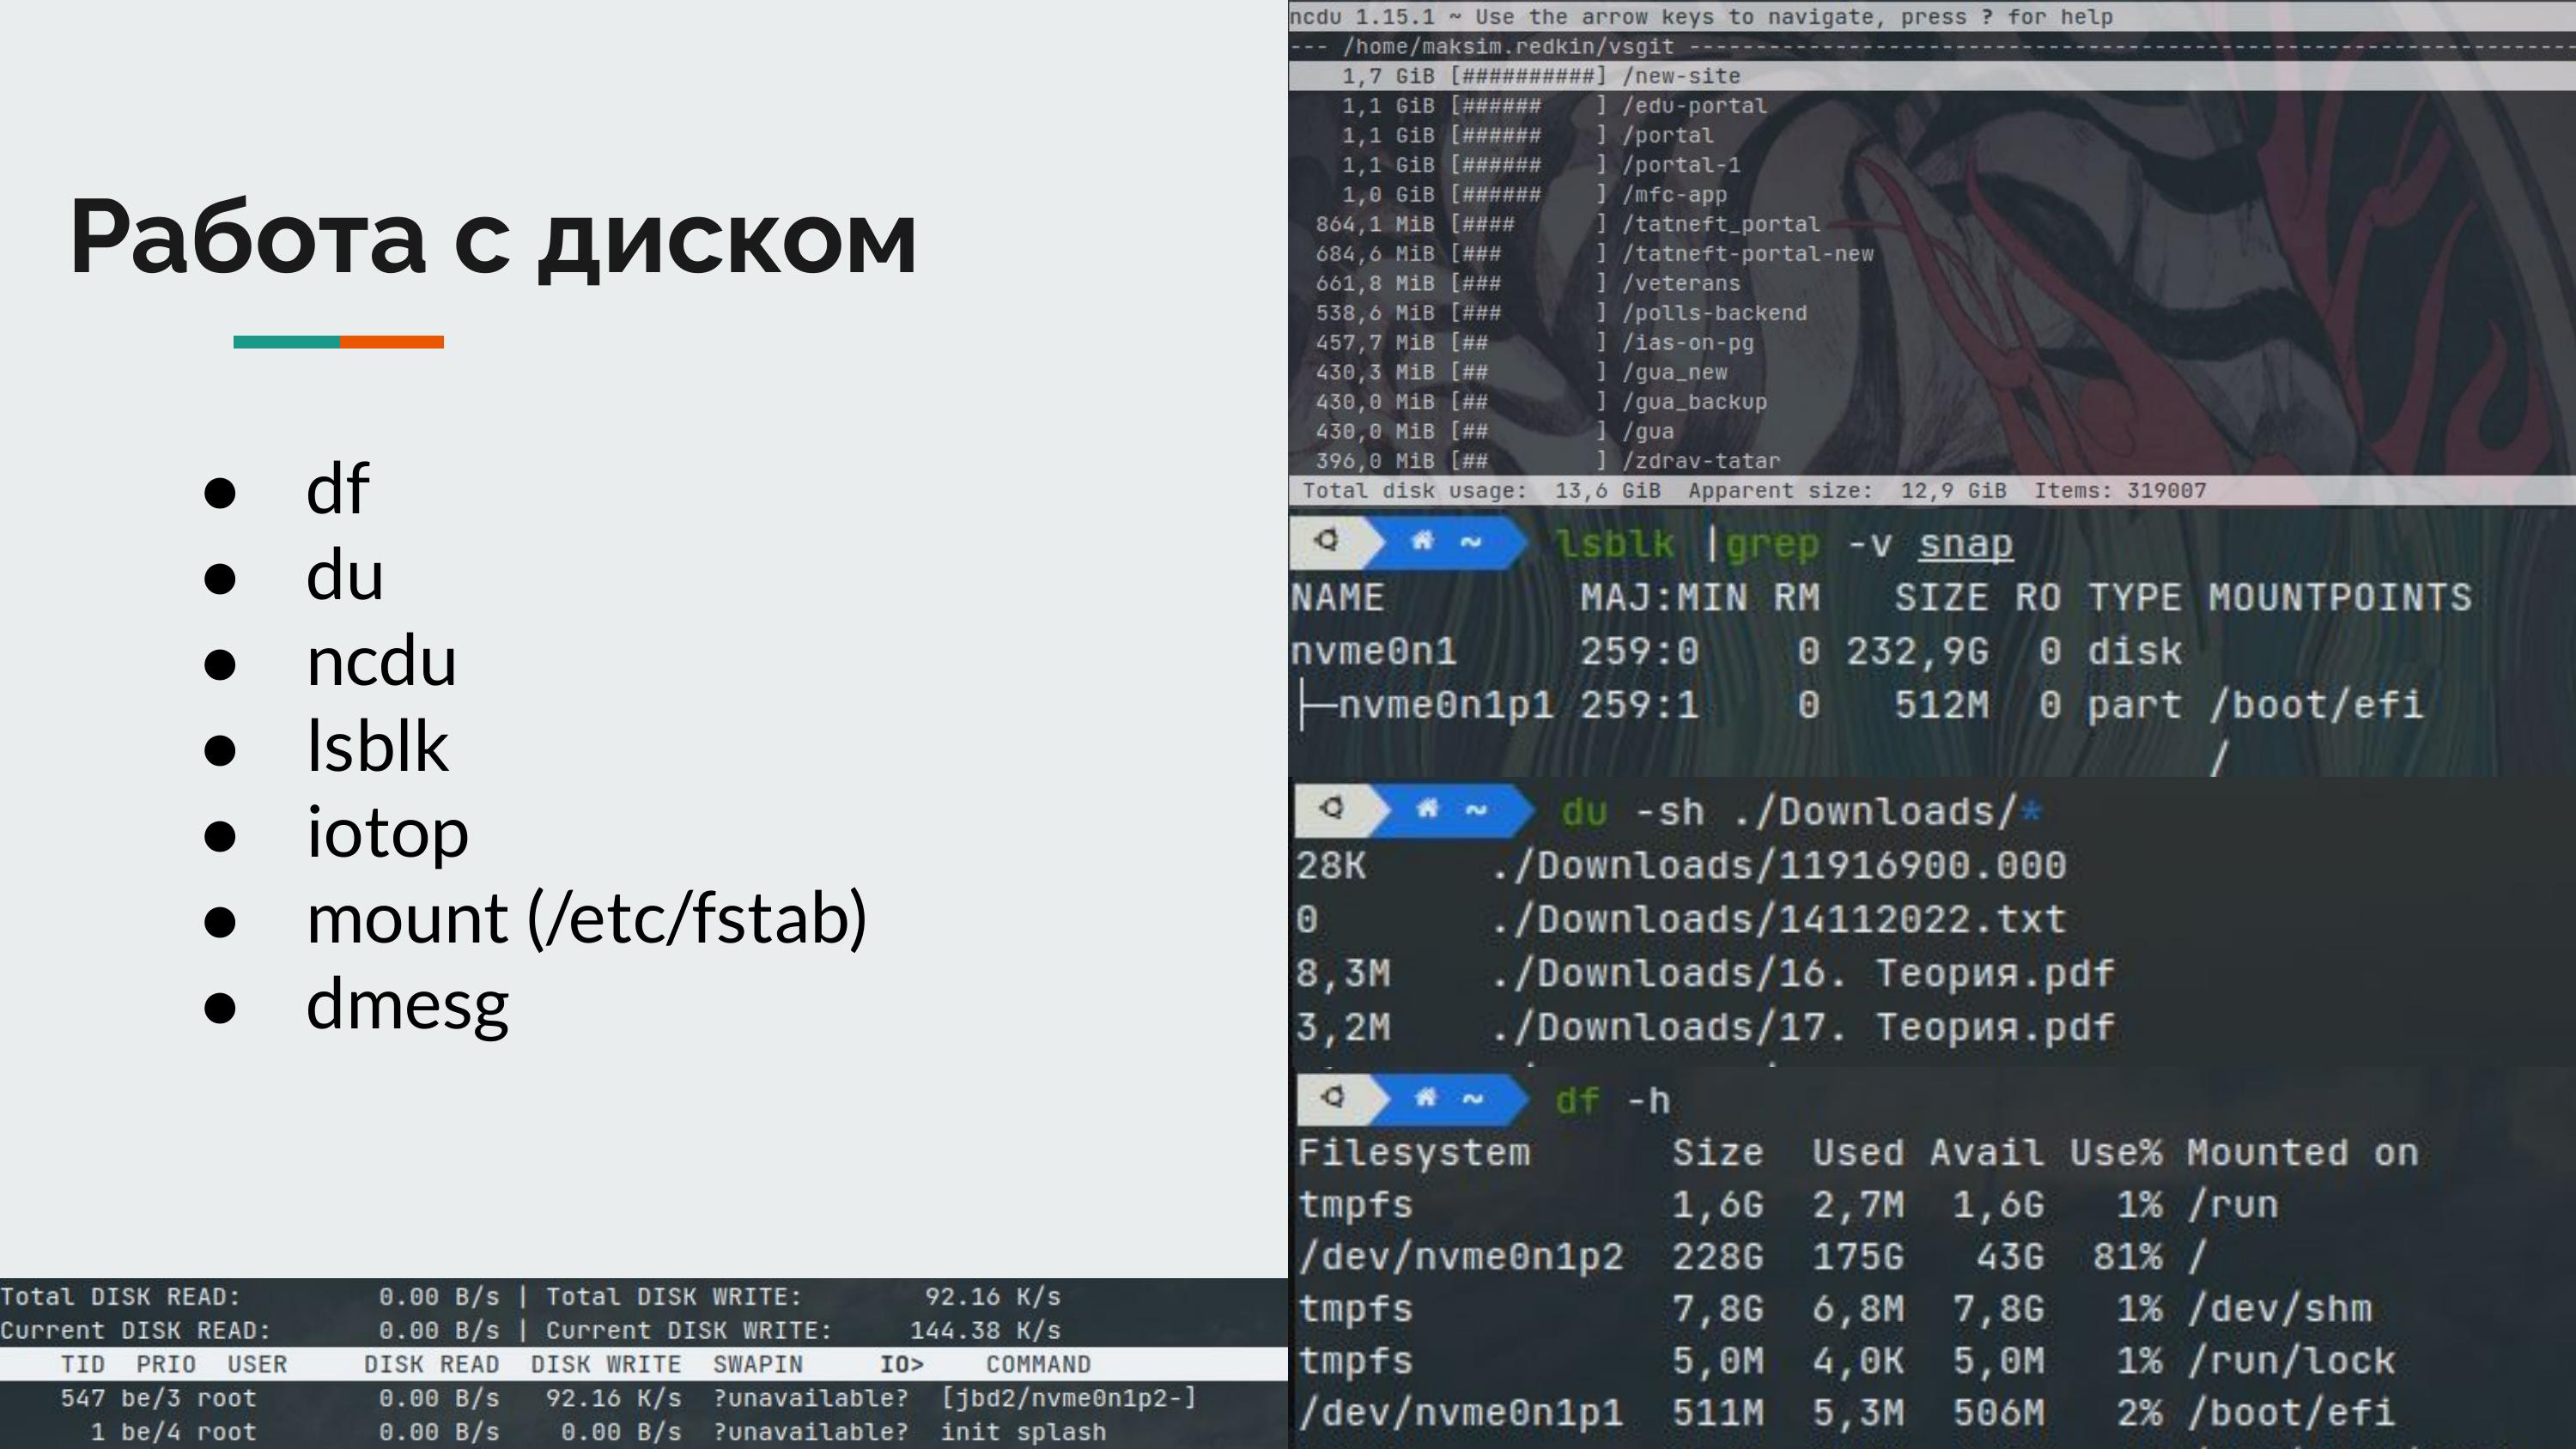 Работа с диском
● df
● du
● ncdu
● lsblk
● iotop
● mount (/etc/fstab)
● dmesg
Total DISK READ: 0.00 B/s | Total DISK WRITE: 92.16 K/s
Current DISK READ: 0.00 B/s | Current DISK WRITE: 144.38 K/s
TID PRIO USER DISK READ DISK WRITE SWAPIN IO> COMMAND
547 be/3 root 0.00 B/s 92.16 K/s ?unavailable? [jbd2/nvme0n1p2-]
1 be/4 root 0.00 B/s 0.00 B/s ?unavailable? init splash
ncdu 1.15.1 ~ Use the arrow keys to navigate, press ? for help
--- /home/maksim.redkin/vsgit ------------------------------------------------------------------
1,7 GiB [##########] /new-site
1,1 GiB [######    ] /edu-portal
1,1 GiB [######    ] /portal
1,1 GiB [######    ] /portal-1
1,0 GiB [######    ] /mfc-app
864,1 MiB [####      ] /tatneft_portal
684,6 MiB [###       ] /tatneft-portal-new
661,8 MiB [###       ] /veterans
538,6 MiB [###       ] /polls-backend
457,7 MiB [##        ] /ias-on-pg
430,3 MiB [##        ] /gua_new
430,0 MiB [##        ] /gua_backup
430,0 MiB [##        ] /gua
396,0 MiB [##        ] /zdrav-tatar
Total disk usage: 13,6 GiB Apparent size: 12,9 GiB Items: 319007
~ lsblk |grep -v snap
NAME MAJ:MIN RM SIZE RO TYPE MOUNTPOINTS
nvme0n1 259:0 0 232,9G 0 disk
├─nvme0n1p1 259:1 0 512M 0 part /boot/efi
/
~ du -sh ./Downloads/*
28K ./Downloads/11916900.000
0 ./Downloads/14112022.txt
8,3M ./Downloads/16. Теория.pdf
3,2M ./Downloads/17. Теория.pdf
~ df -h
Filesystem Size Used Avail Use% Mounted on
tmpfs 1,6G 2,7M 1,6G 1% /run
/dev/nvme0n1p2 228G 175G 43G 81% /
tmpfs 7,8G 6,8M 7,8G 1% /dev/shm
tmpfs 5,0M 4,0K 5,0M 1% /run/lock
/dev/nvme0n1p1 511M 5,3M 506M 2% /boot/efi